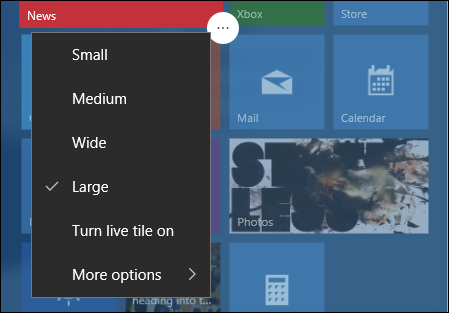 News
Xbox
Store
Small
Medium
Wide
Large
Turn live tile on
More options
Mail
Calendar
Photos
heading into t...